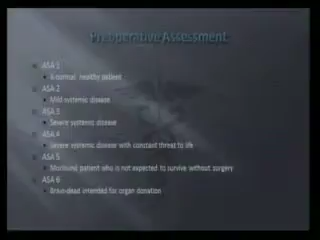 Preoperative Assessment
ASA 1
A normal healthy patient
ASA 2
Mild systemic disease
ASA 3
Severe systemic disease
ASA 4
Severe systemic disease with constant threat to life
ASA 5
Moribund patient who is not expected to survive without surgery
ASA 6
Brain-dead intented for organ donation